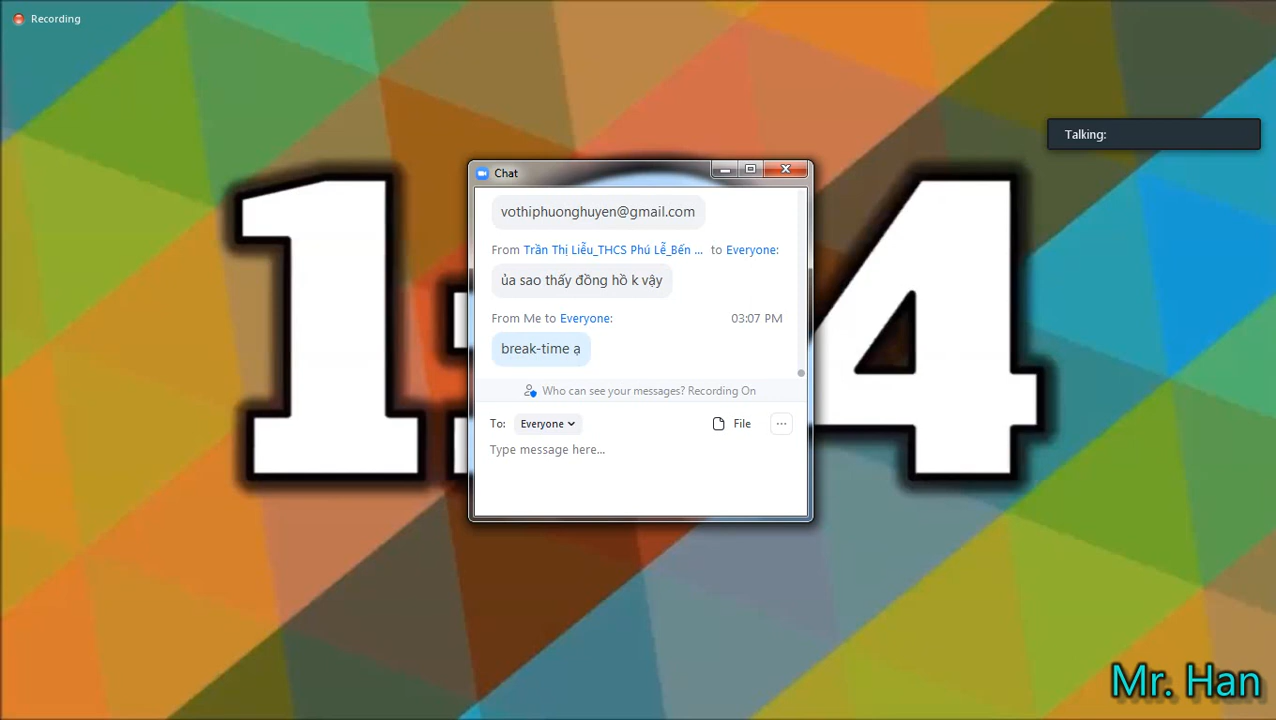 Recording
Talking:
Chat
vothiphuonghuyen@gmail.com
From Trần Thị Liễu_THCS Phú Lễ_Bến ... to Everyone:
ủa sao thấy đồng hồ k vậy
From Me to Everyone: 03:07 PM
break-time ạ
Who can see your messages? Recording On
To: Everyone File ...
Type message here...
1: 4
Mr. Han